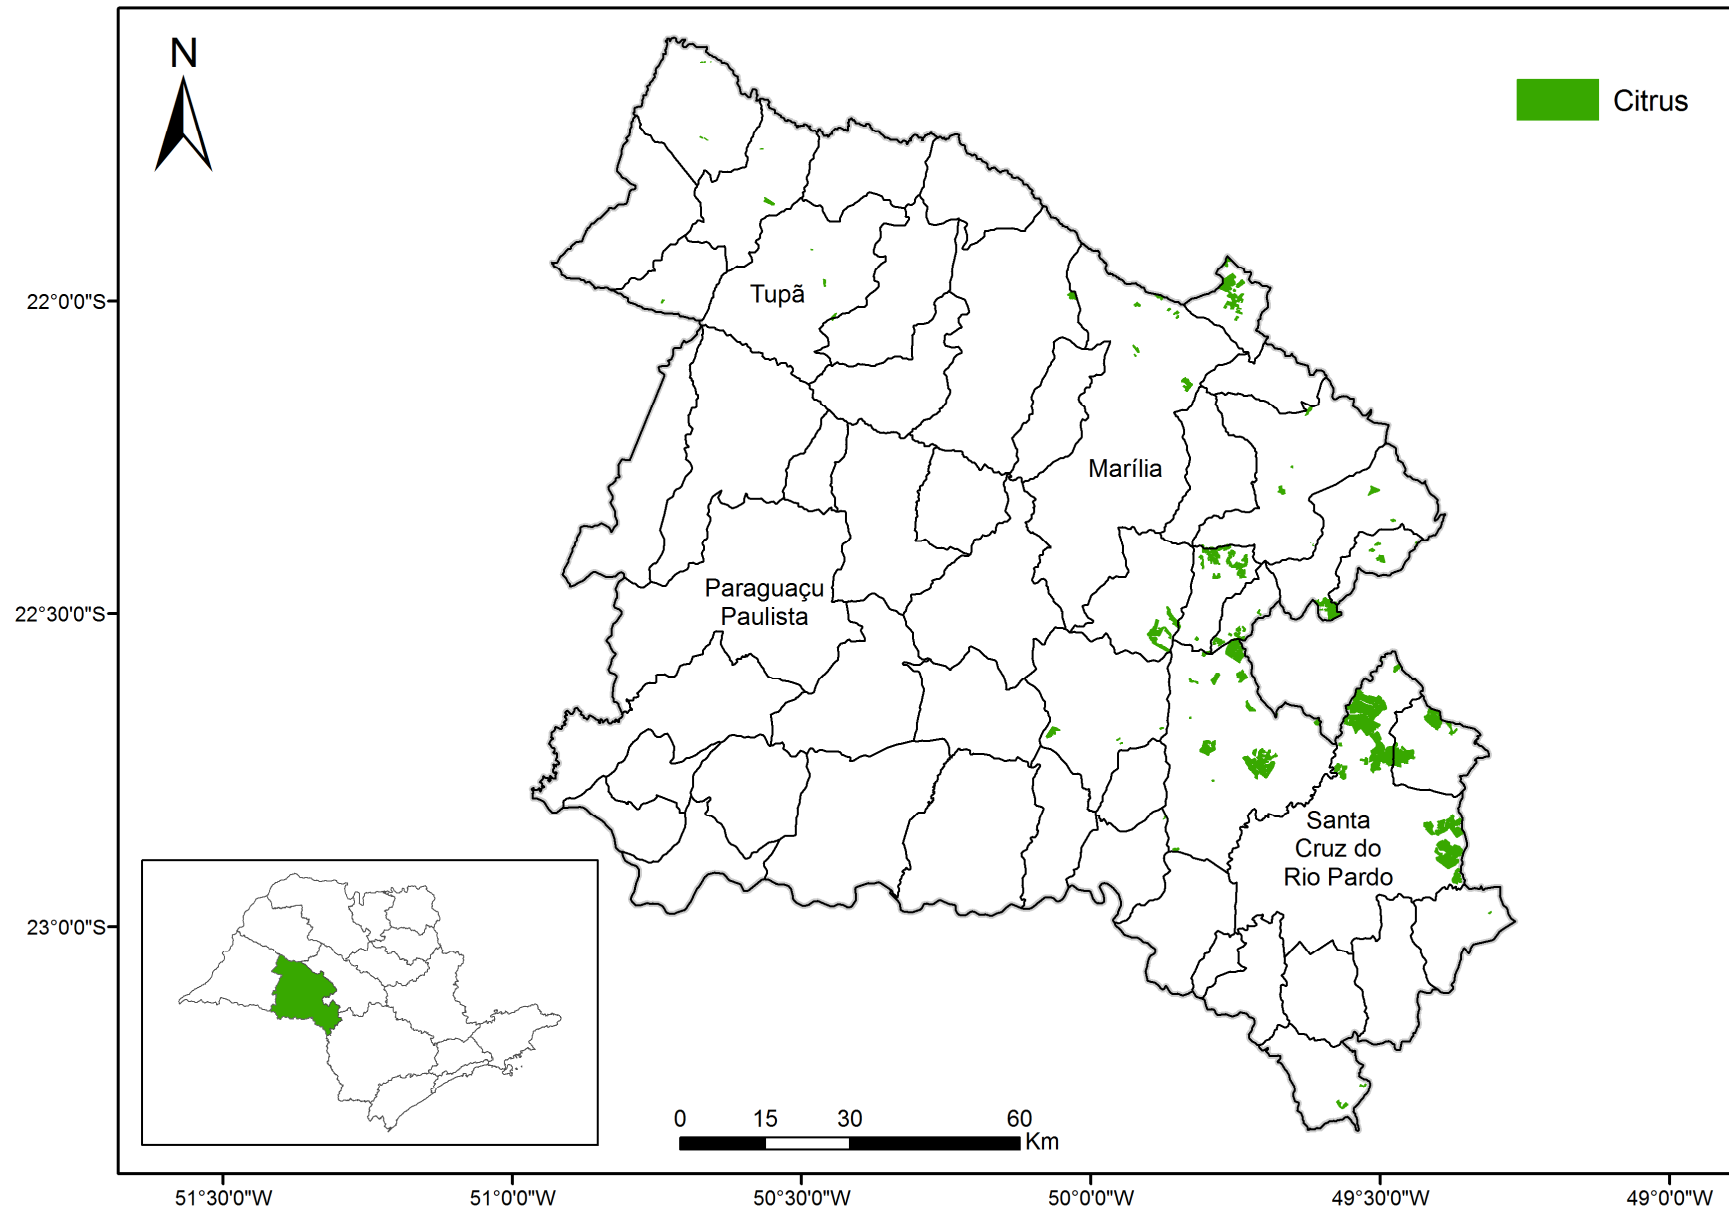 N
Citrus
Tupã
22°0'0"S
Marília
Paraguaçu
Paulista
22°30'0"S
Santa
Cruz do
Rio Pardo
23°0'0"S
0 15 30 60
Km
51°30'0"W 51°0'0"W 50°30'0"W 50°0'0"W 49°30'0"W 49°0'0"W